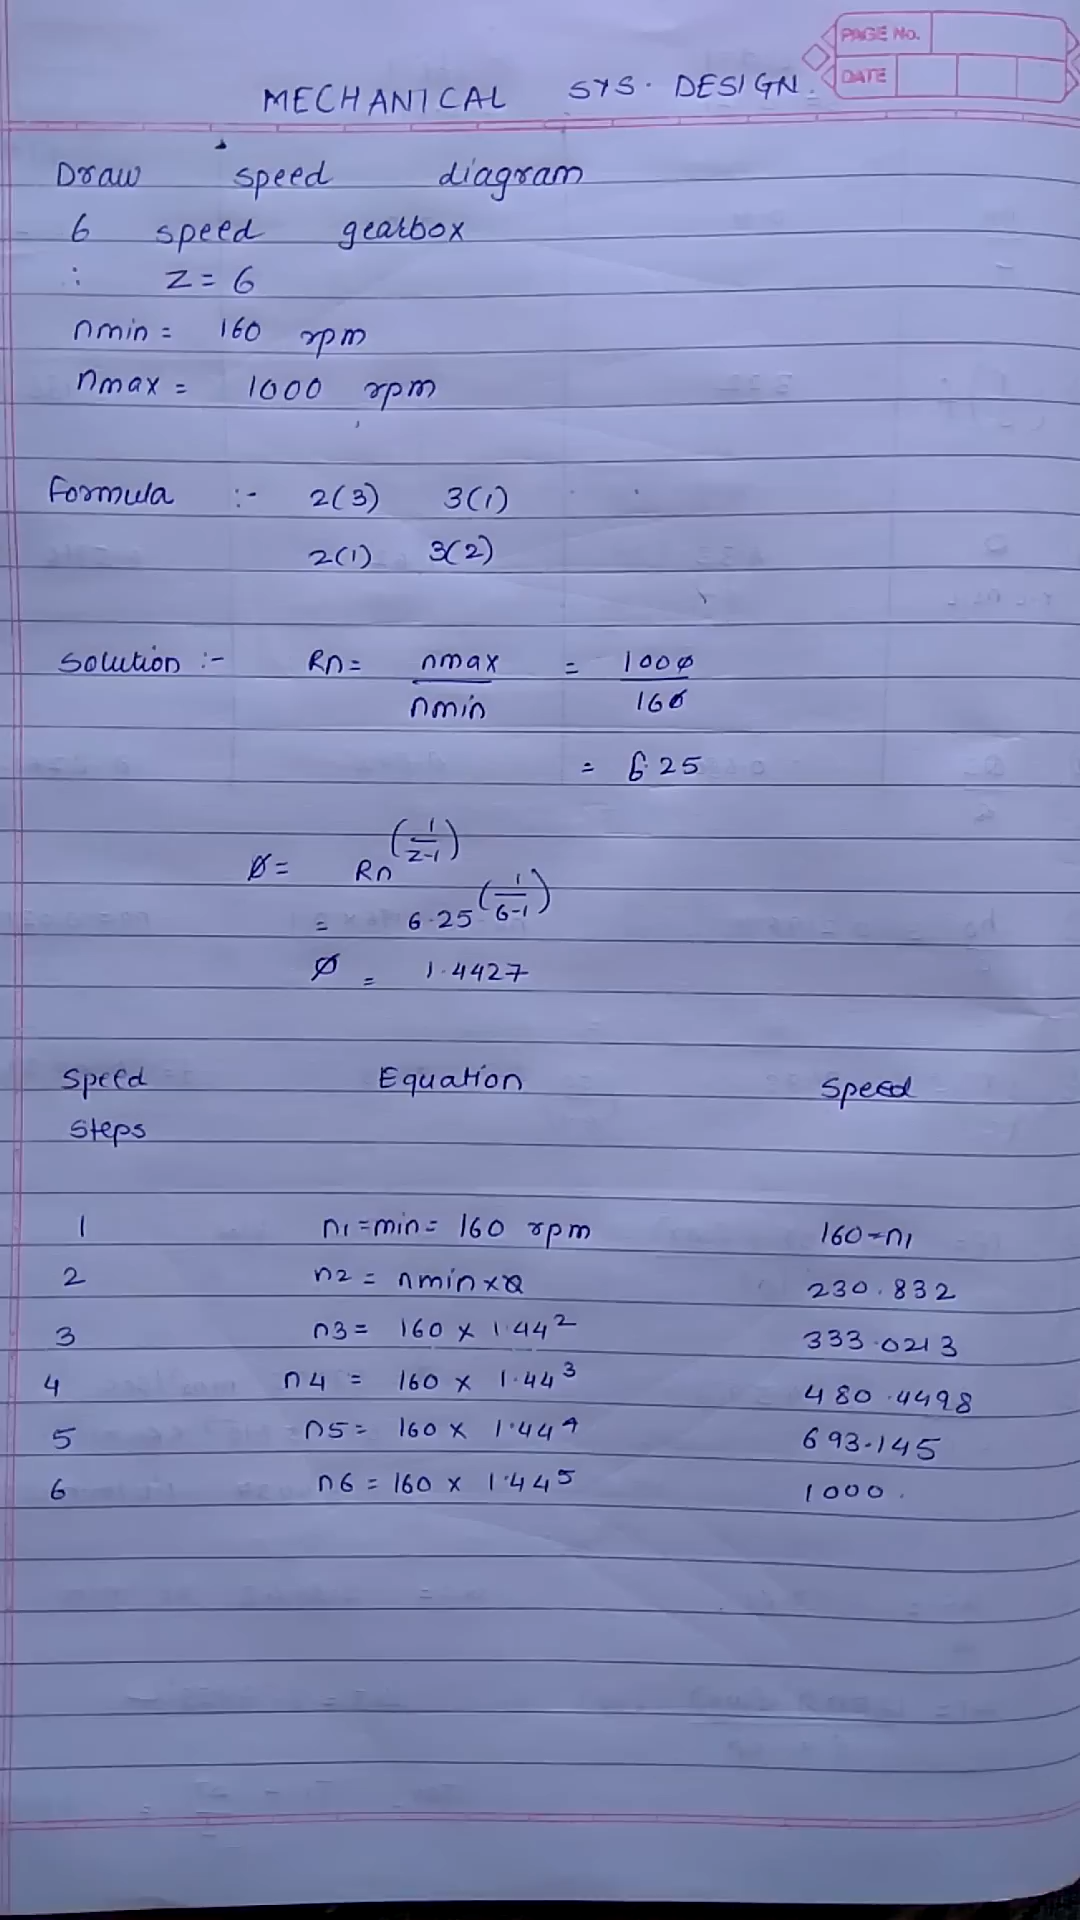 PAGE No.
DATE
MECHANICAL SYS. DESIGN.
Draw speed diagram
6 speed gearbox
∴ Z = 6
nmin = 160 rpm
nmax = 1000 rpm
Formula :- 2(3) 3(1)
2(1) 3(2)
Solution :- Rn = nmax / nmin = 1000 / 160
= 6.25
Ø = Rn^(1/Z-1)
= 6.25^(1/6-1)
Ø = 1.4427
Speed Equation Speed
Steps
1 n1 = min = 160 rpm 160 = n1
2 n2 = nmin x Ø 230.832
3 n3 = 160 x 1.44^2 333.0213
4 n4 = 160 x 1.44^3 480.4498
5 n5 = 160 x 1.44^4 693.145
6 n6 = 160 x 1.44^5 1000.